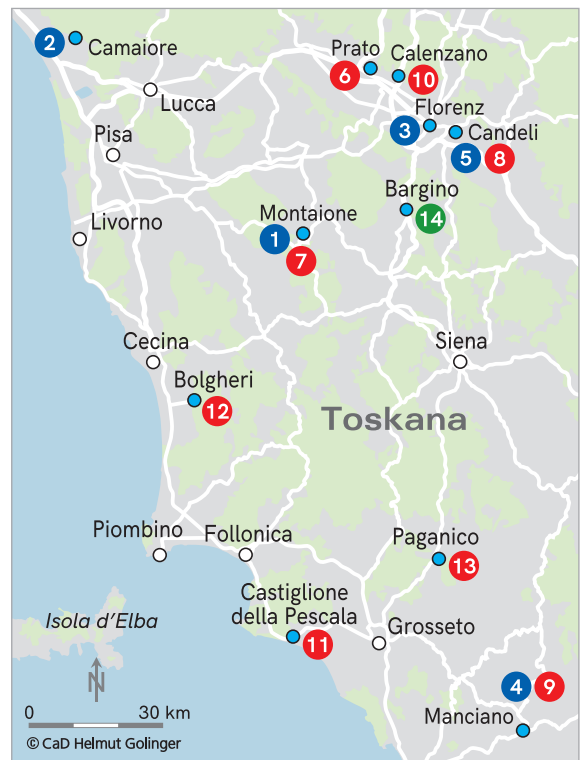 2
Camaiore
Prato
6
Calenzano
10
Lucca
Florenz
3
Candeli
5
8
Pisa
Bargino
14
Livorno
Montaione
1
7
Cecina
Siena
Bolgheri
12
Toskana
Piombino
Follonica
Paganico
13
Castiglione
della Pescala
11
Isola d'Elba
Grosseto
N
4
9
Manciano
0
30 km
© CaD Helmut Golinger